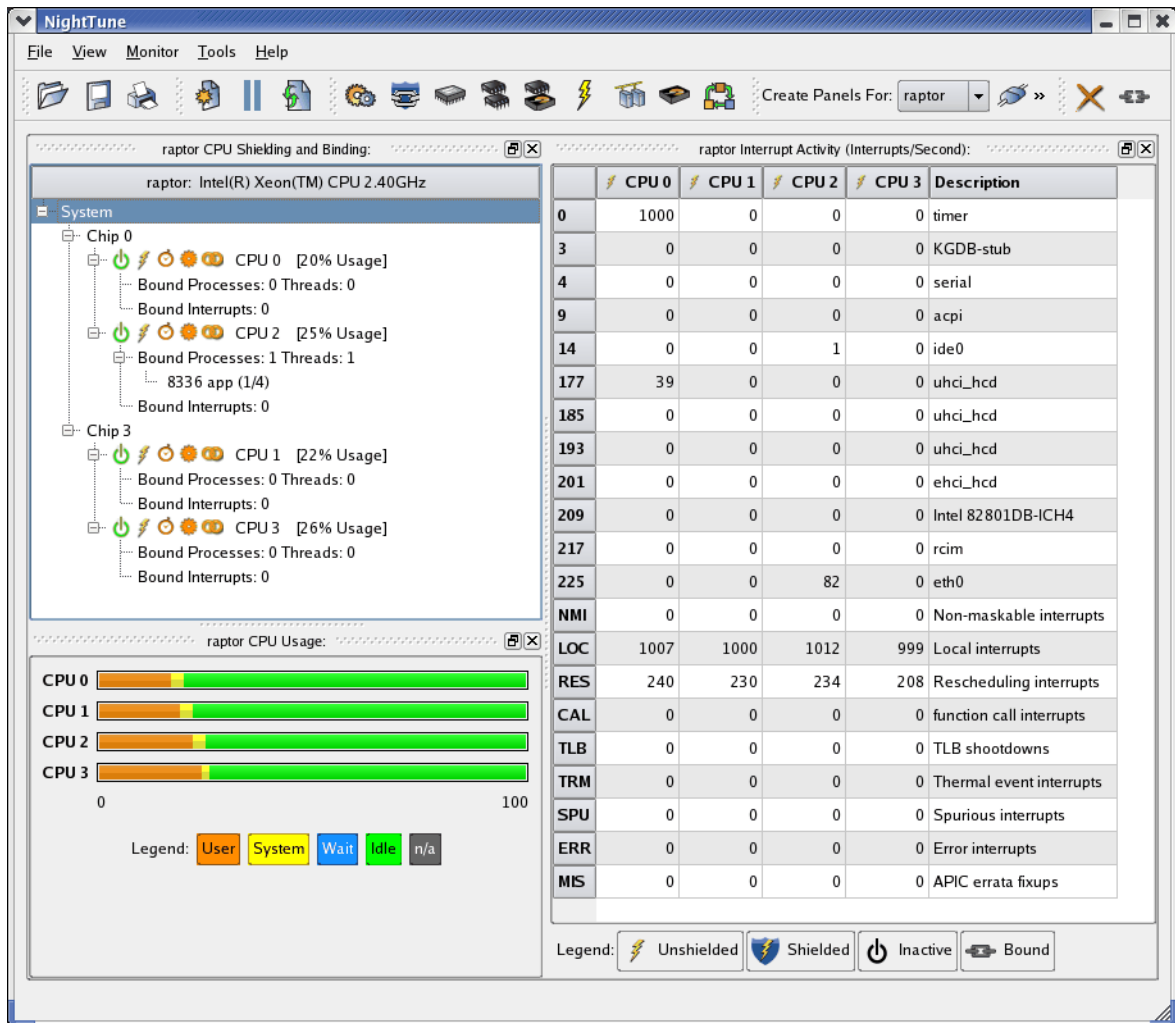 NightTune
File View Monitor Tools Help
Create Panels For: raptor »
raptor CPU Shielding and Binding:
raptor: Intel(R) Xeon(TM) CPU 2.40GHz
System
Chip 0
CPU 0 [20% Usage]
Bound Processes: 0 Threads: 0
Bound Interrupts: 0
CPU 2 [25% Usage]
Bound Processes: 1 Threads: 1
8336 app (1/4)
Bound Interrupts: 0
Chip 3
CPU 1 [22% Usage]
Bound Processes: 0 Threads: 0
Bound Interrupts: 0
CPU 3 [26% Usage]
Bound Processes: 0 Threads: 0
Bound Interrupts: 0
raptor CPU Usage:
CPU 0
CPU 1
CPU 2
CPU 3
0 100
Legend: User System Wait Idle n/a
raptor Interrupt Activity (Interrupts/Second):
CPU 0 CPU 1 CPU 2 CPU 3 Description
0 1000 0 0 0 timer
3 0 0 0 0 KGDB-stub
4 0 0 0 0 serial
9 0 0 0 0 acpi
14 0 0 1 0 ide0
177 39 0 0 0 uhci_hcd
185 0 0 0 0 uhci_hcd
193 0 0 0 0 uhci_hcd
201 0 0 0 0 ehci_hcd
209 0 0 0 0 Intel 82801DB-ICH4
217 0 0 0 0 rcim
225 0 0 82 0 eth0
NMI 0 0 0 0 Non-maskable interrupts
LOC 1007 1000 1012 999 Local interrupts
RES 240 230 234 208 Rescheduling interrupts
CAL 0 0 0 0 function call interrupts
TLB 0 0 0 0 TLB shootdowns
TRM 0 0 0 0 Thermal event interrupts
SPU 0 0 0 0 Spurious interrupts
ERR 0 0 0 0 Error interrupts
MIS 0 0 0 0 APIC errata fixups
Legend: Unshielded Shielded Inactive Bound